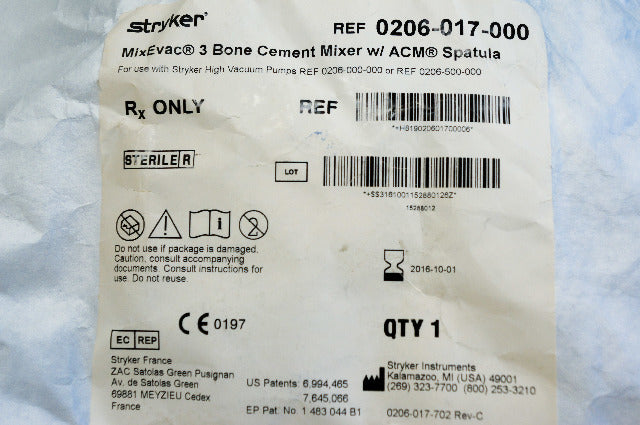 stryker®
REF 0206-017-000
MixEvac® 3 Bone Cement Mixer w/ ACM® Spatula
For use with Stryker High Vacuum Pumps REF 0206-000-000 or REF 0206-500-000
Rx ONLY
REF
*+H819020601700006*
STERILE R
LOT
*+$$3161001152880126Z*
15288012
Do not use if package is damaged.
Caution, consult accompanying
documents. Consult instructions for
use. Do not reuse.
2016-10-01
CE 0197
QTY 1
EC REP
Stryker France
ZAC Satolas Green Pusignan
Av. de Satolas Green
69881 MEYZIEU Cedex
France
US Patents: 6,994,465
7,645,066
EP Pat. No. 1 483 044 B1
Stryker Instruments
Kalamazoo, MI (USA) 49001
(269) 323-7700 (800) 253-3210
0206-017-702 Rev-C